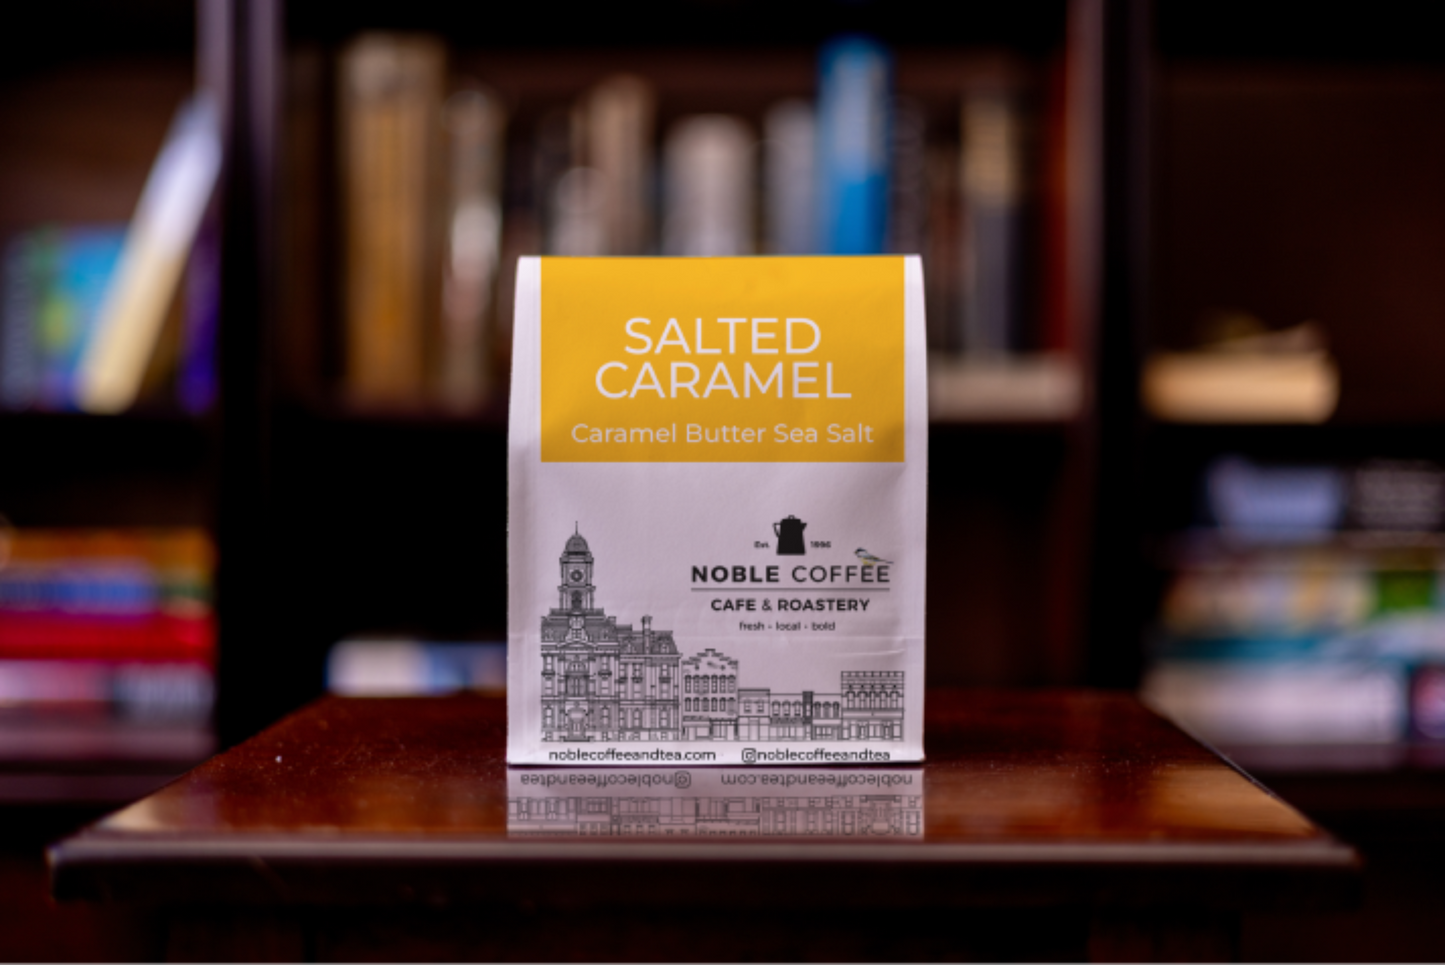 SALTED
CARAMEL
Caramel Butter Sea Salt
Est. 1996
NOBLE COFFEE
CAFE & ROASTERY
fresh - local - bold
noblecoffeeandtea.com @noblecoffeeandtea